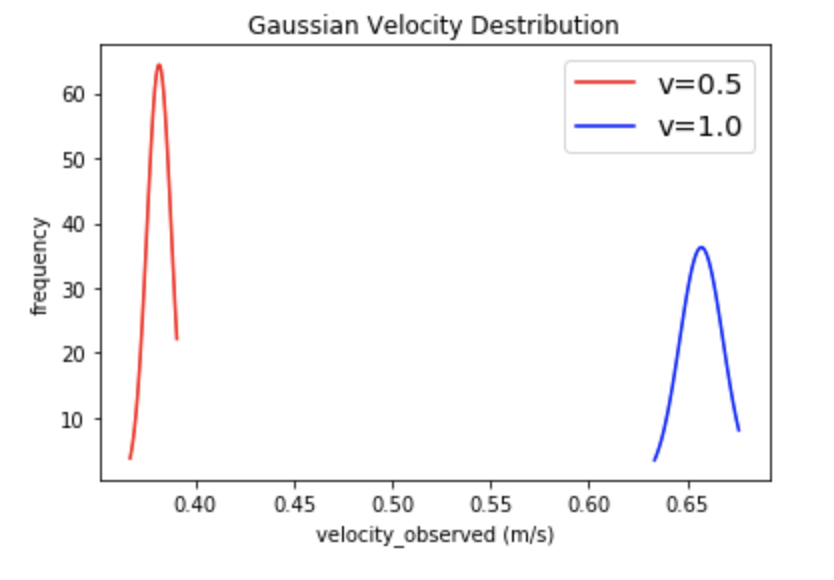 Gaussian Velocity Destribution
v=0.5
v=1.0
frequency
60
50
40
30
20
10
0.40 0.45 0.50 0.55 0.60 0.65
velocity_observed (m/s)